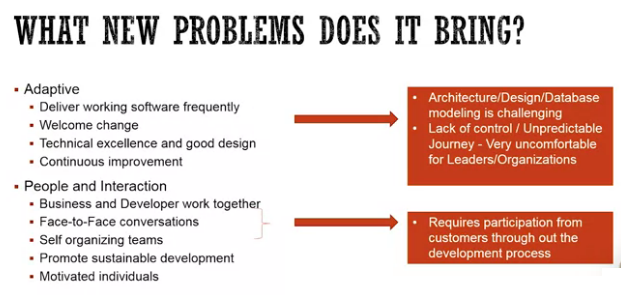 WHAT NEW PROBLEMS DOES IT BRING?
▪ Adaptive
▪ Deliver working software frequently
▪ Welcome change
▪ Technical excellence and good design
▪ Continuous improvement
• Architecture/Design/Database
modeling is challenging
• Lack of control / Unpredictable
Journey - Very uncomfortable
for Leaders/Organizations
▪ People and Interaction
▪ Business and Developer work together
▪ Face-to-Face conversations
▪ Self organizing teams
▪ Promote sustainable development
▪ Motivated individuals
• Requires participation from
customers through out the
development process